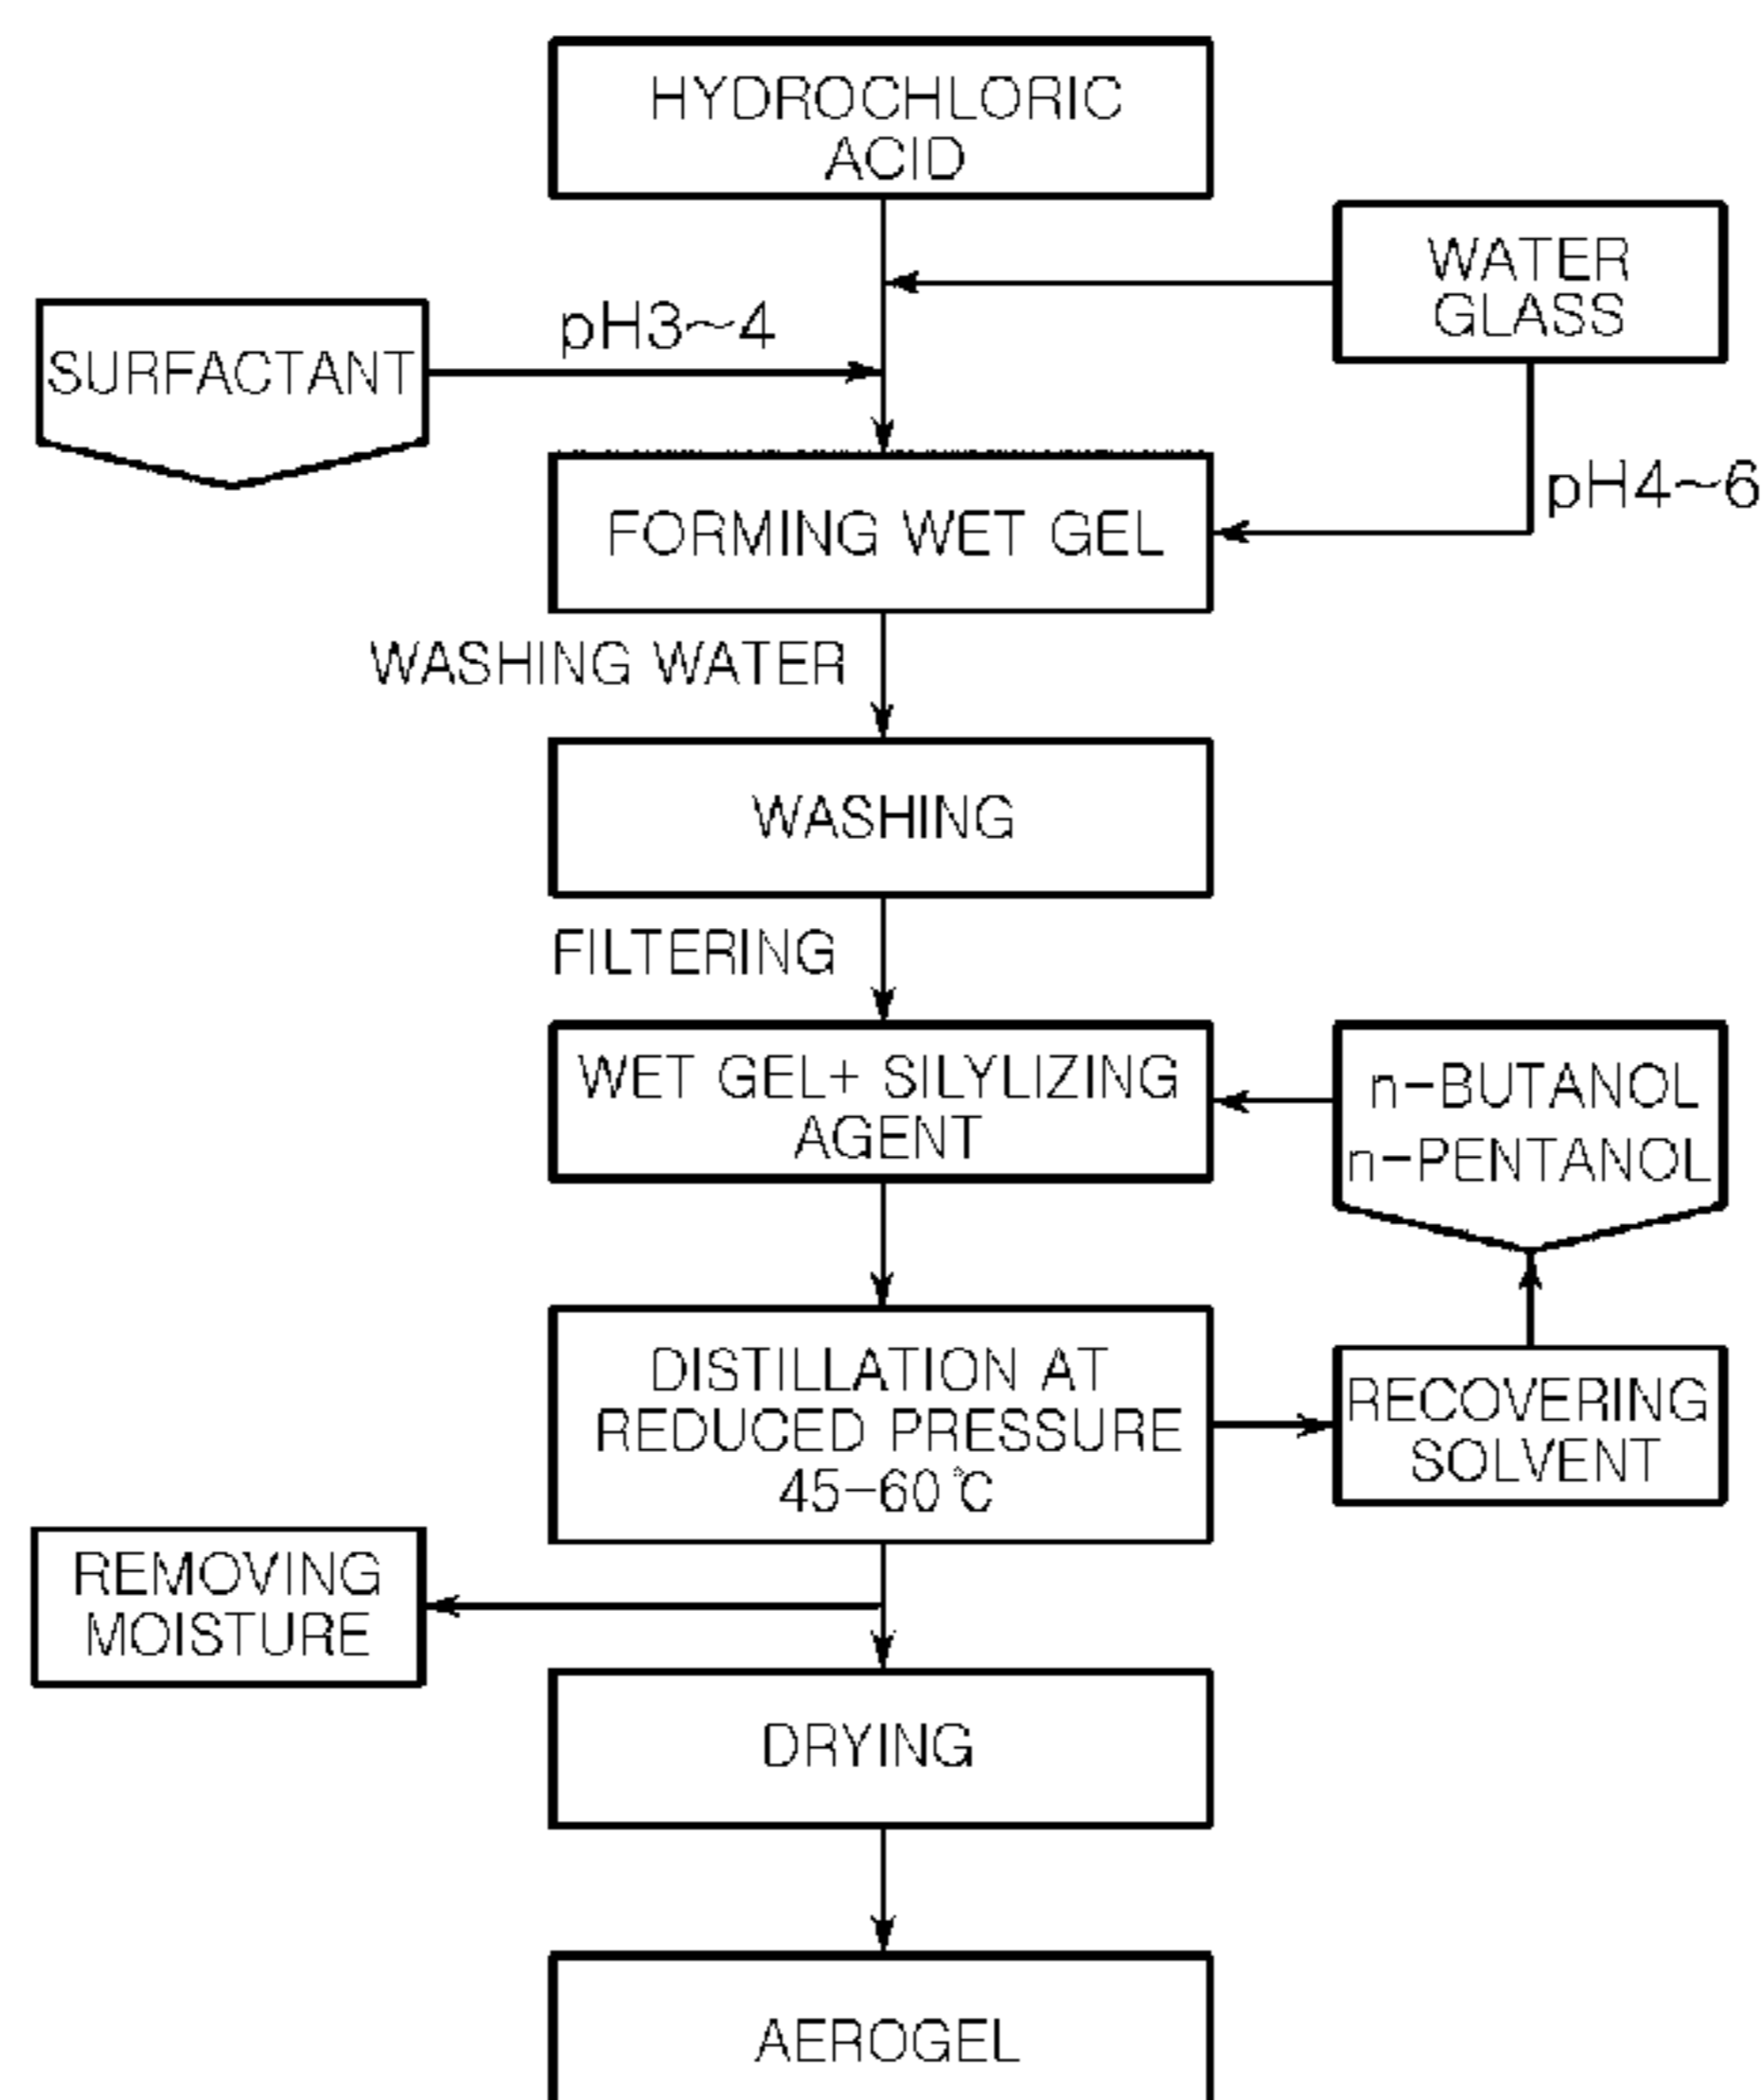 HYDROCHLORIC
ACID
WATER
GLASS
pH3~4
SURFACTANT
pH4~6
FORMING WET GEL
WASHING WATER
WASHING
FILTERING
WET GEL+ SILYLIZING
AGENT
n-BUTANOL
n-PENTANOL
DISTILLATION AT
REDUCED PRESSURE
45-60℃
RECOVERING
SOLVENT
REMOVING
MOISTURE
DRYING
AEROGEL